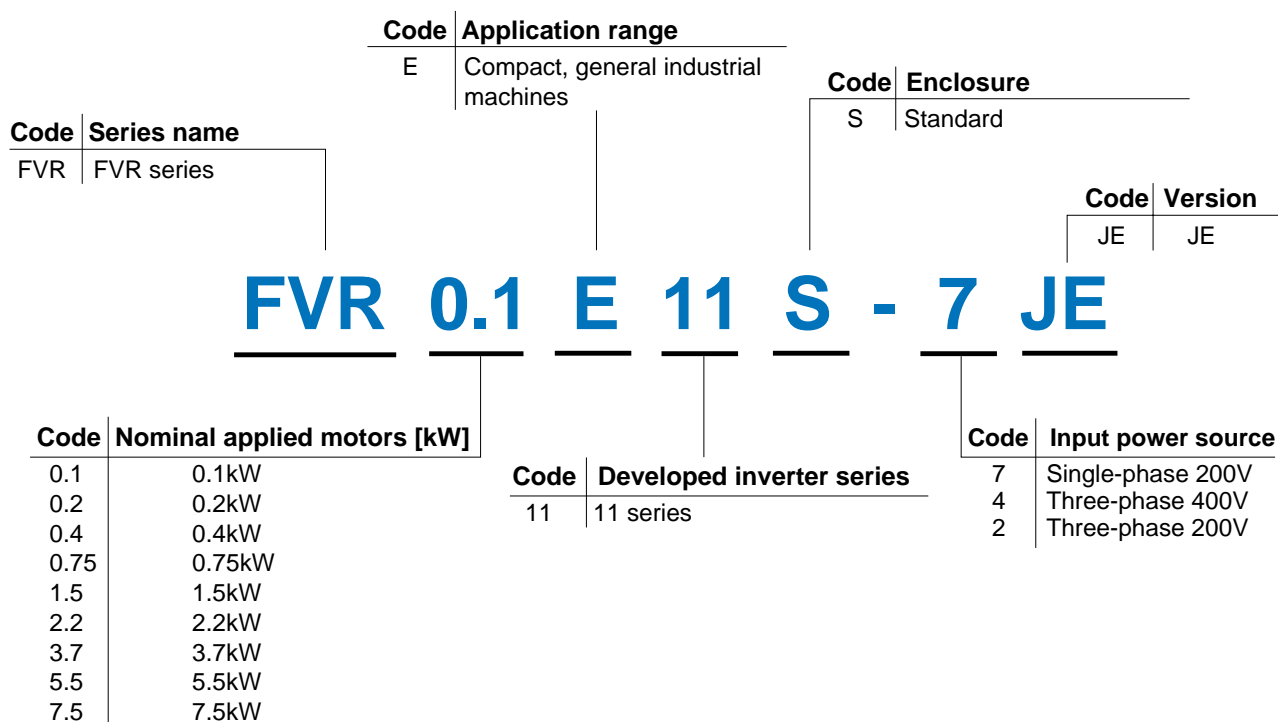 Code Application range
E Compact, general industrial
machines
Code Enclosure
S Standard
Code Series name
FVR FVR series
Code Version
JE JE
FVR 0.1 E 11 S - 7 JE
Code Nominal applied motors [kW]
0.1 0.1kW
0.2 0.2kW
0.4 0.4kW
0.75 0.75kW
1.5 1.5kW
2.2 2.2kW
3.7 3.7kW
5.5 5.5kW
7.5 7.5kW
Code Developed inverter series
11 11 series
Code Input power source
7 Single-phase 200V
4 Three-phase 400V
2 Three-phase 200V